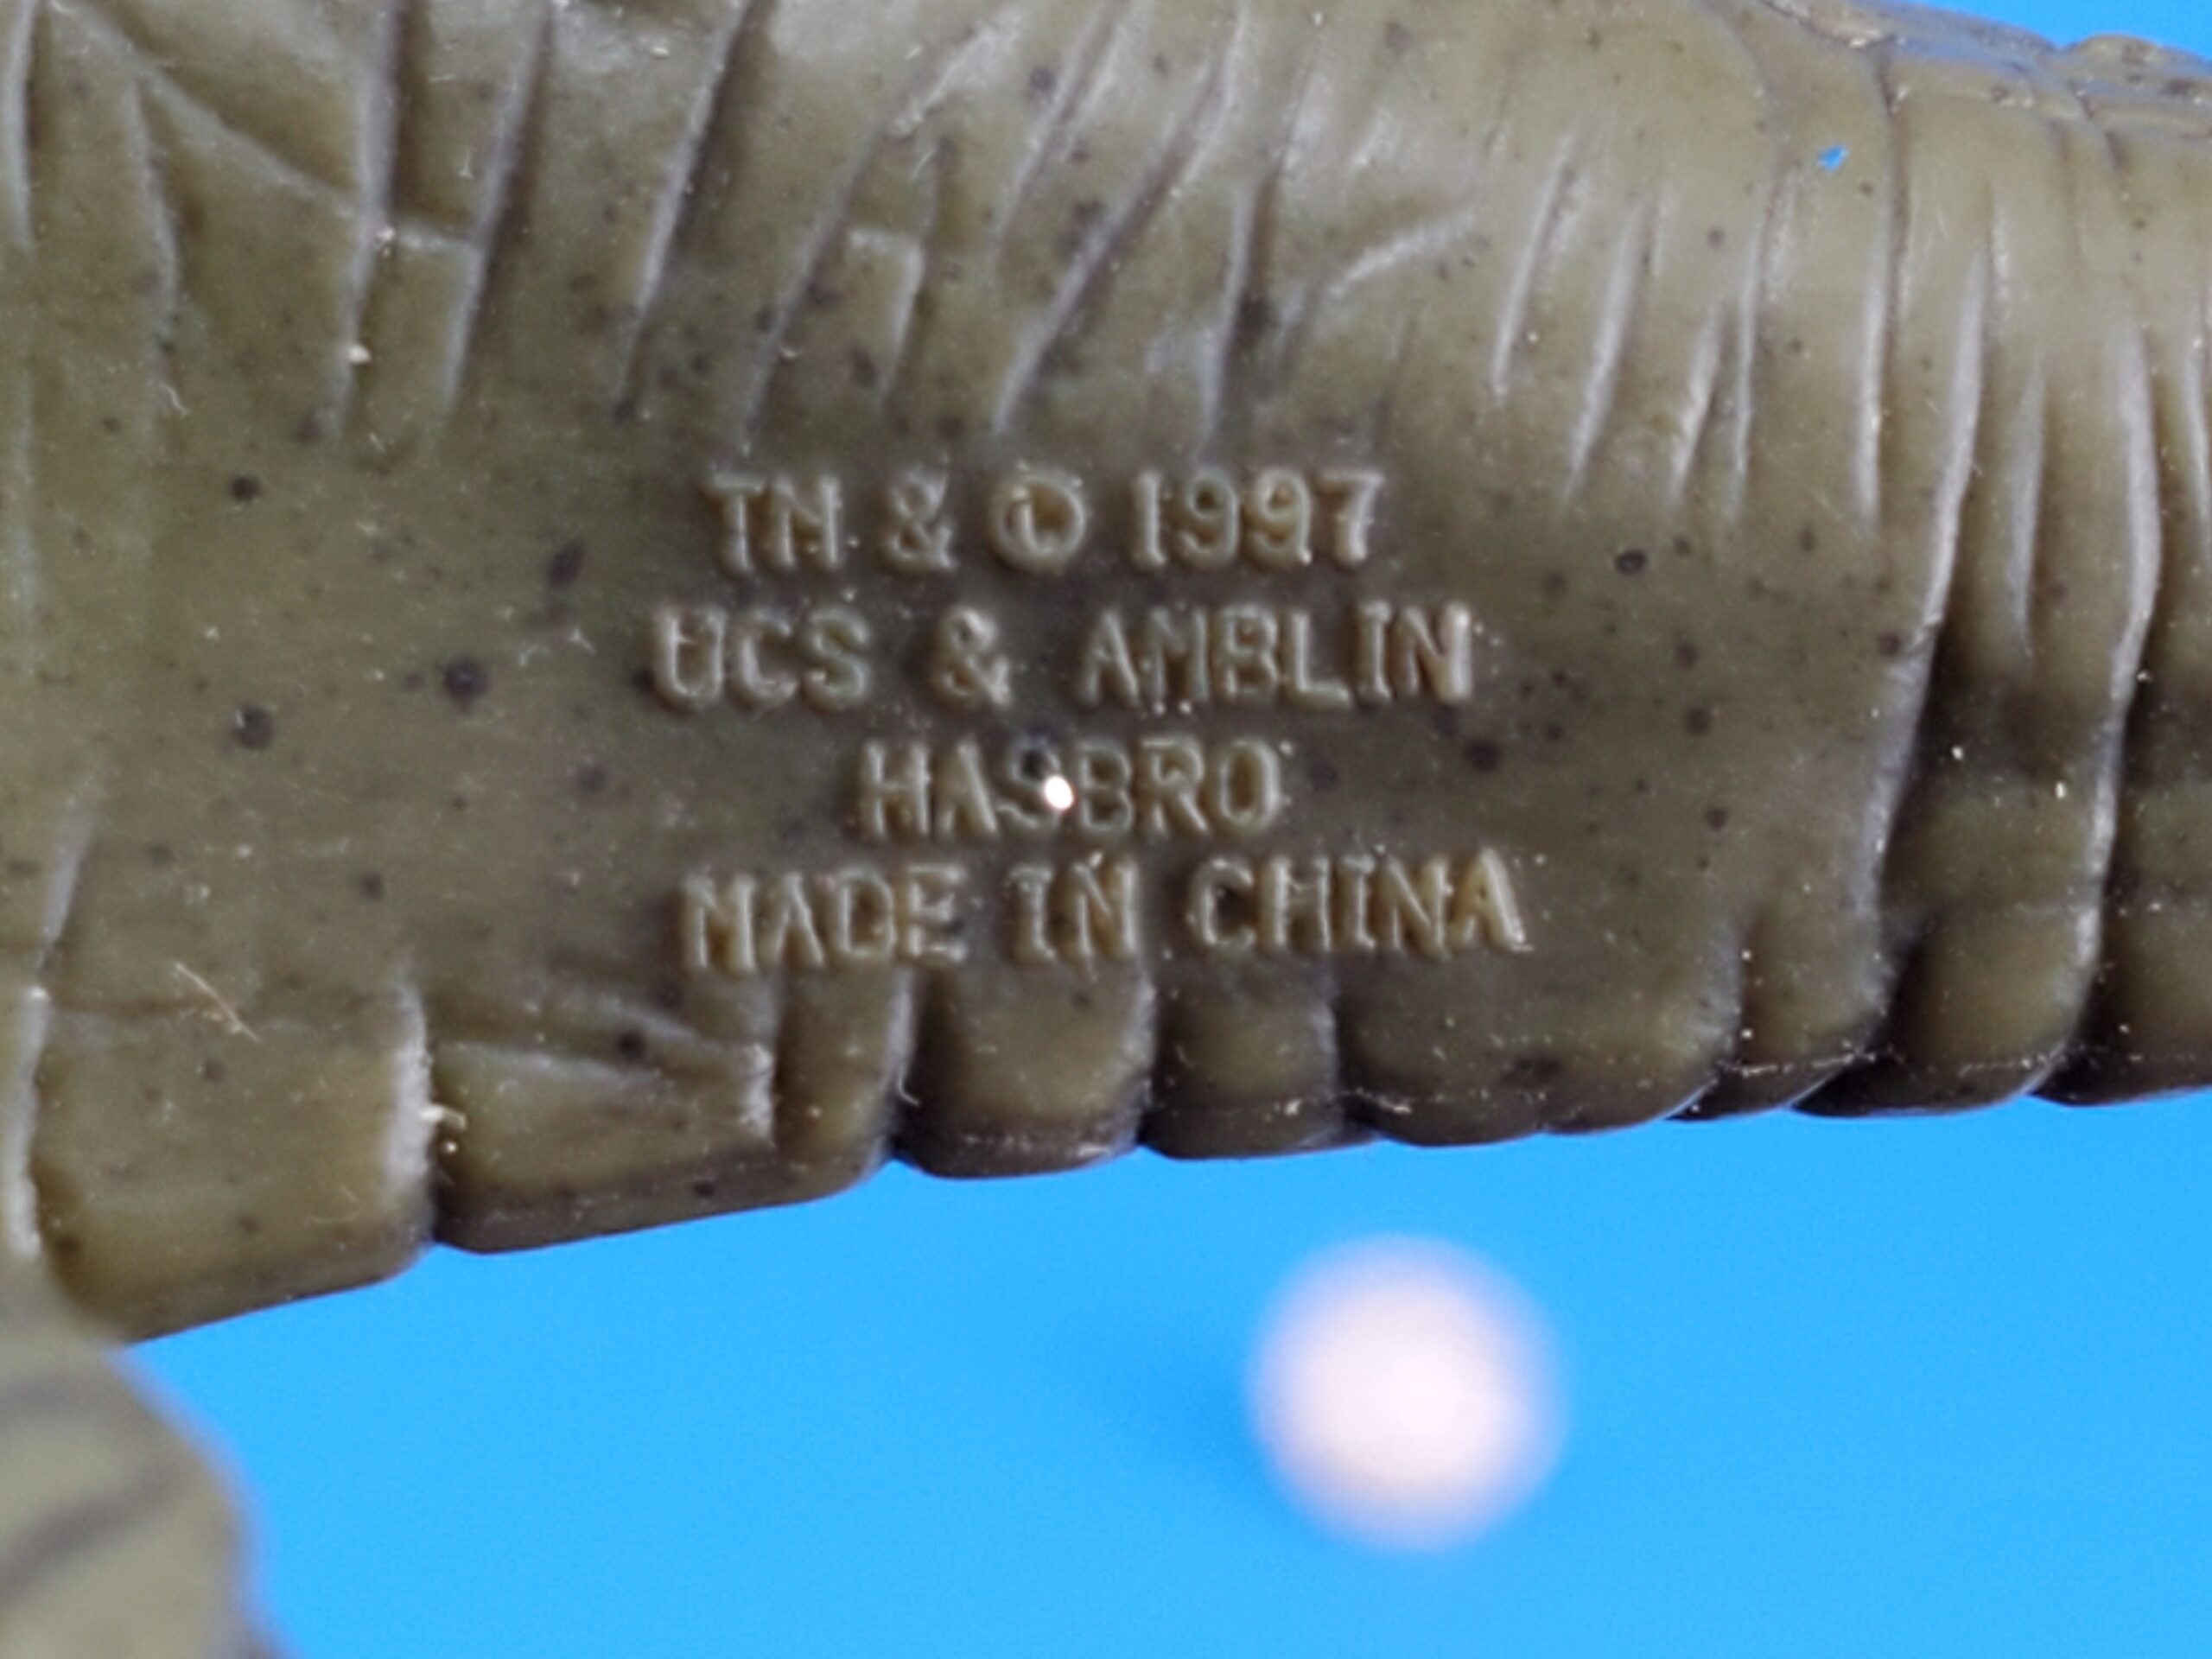 TM & © 1997
UCS & AMBLIN
HASBRO
MADE IN CHINA